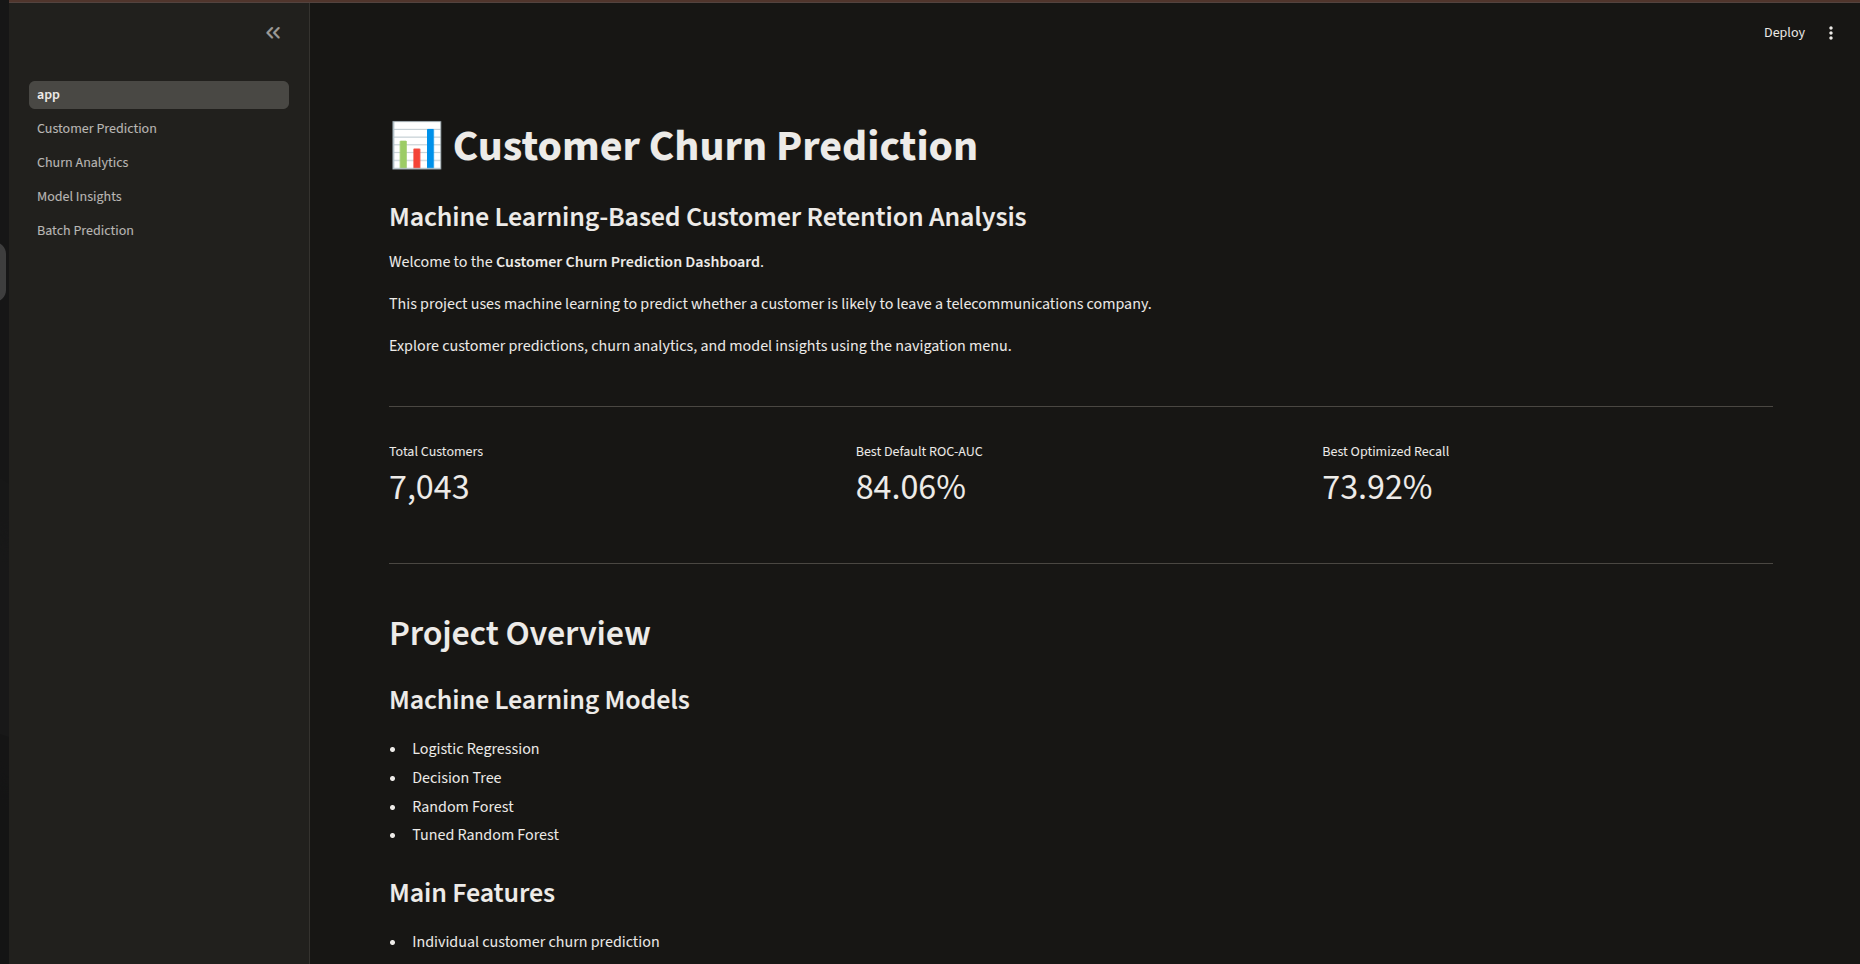 Deploy
app
Customer Prediction
Churn Analytics
Model Insights
Batch Prediction
Customer Churn Prediction
Machine Learning-Based Customer Retention Analysis
Welcome to the Customer Churn Prediction Dashboard.
This project uses machine learning to predict whether a customer is likely to leave a telecommunications company.
Explore customer predictions, churn analytics, and model insights using the navigation menu.
Total Customers
7,043
Best Default ROC-AUC
84.06%
Best Optimized Recall
73.92%
Project Overview
Machine Learning Models
Logistic Regression
Decision Tree
Random Forest
Tuned Random Forest
Main Features
Individual customer churn prediction